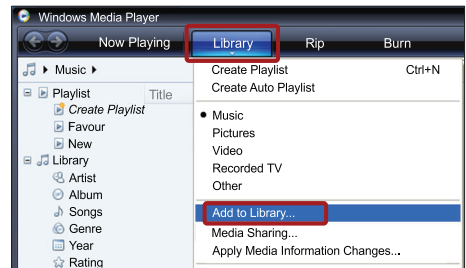 Windows Media Player
Now Playing Library Rip Burn
Music
Playlist Title
Create Playlist
Favour
New
Library
Artist
Album
Songs
Genre
Year
Rating
Create Playlist Ctrl+N
Create Auto Playlist
Music
Pictures
Video
Recorded TV
Other
Add to Library...
Media Sharing...
Apply Media Information Changes...